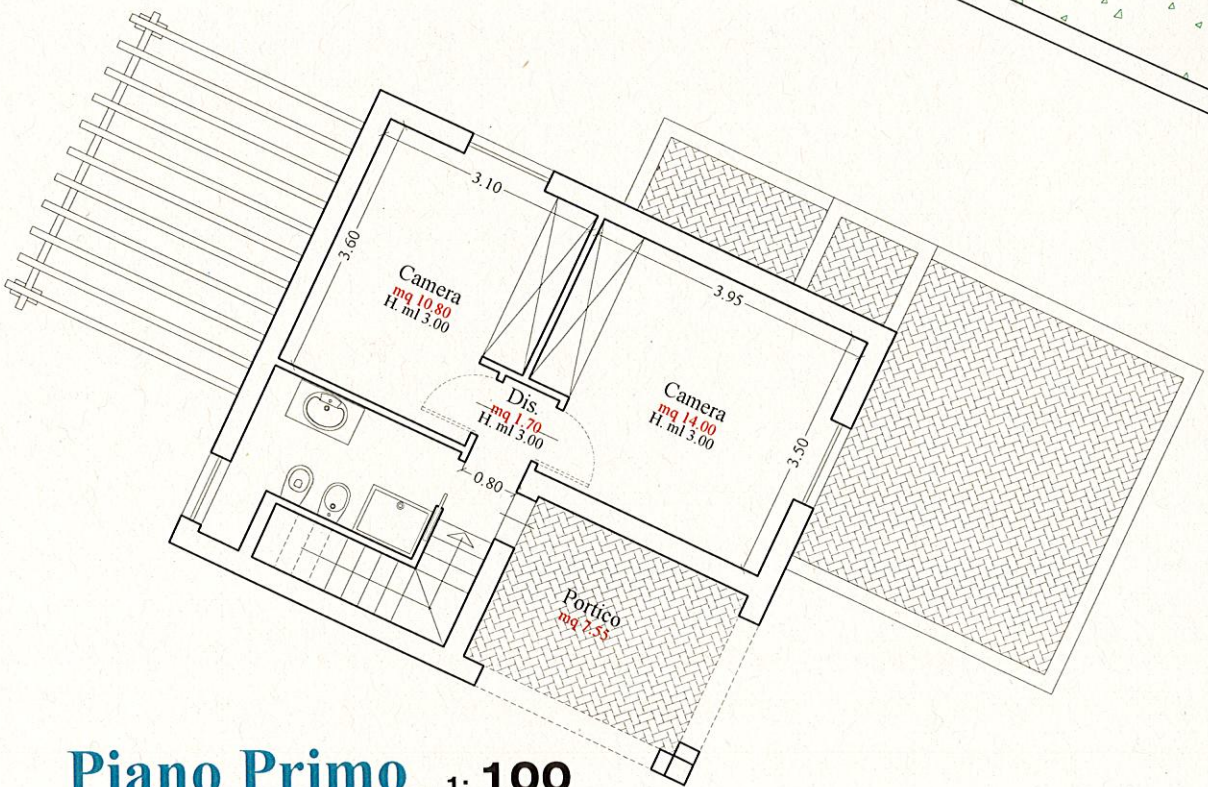 3.10
3.60
Camera
mq 10.80
H. ml 3.00
3.95
Camera
mq 14.00
H. ml 3.00
3.50
Dis.
mq 1.70
H. ml 3.00
0.80
Portico
mq 7.55
Piano Primo 1: 100